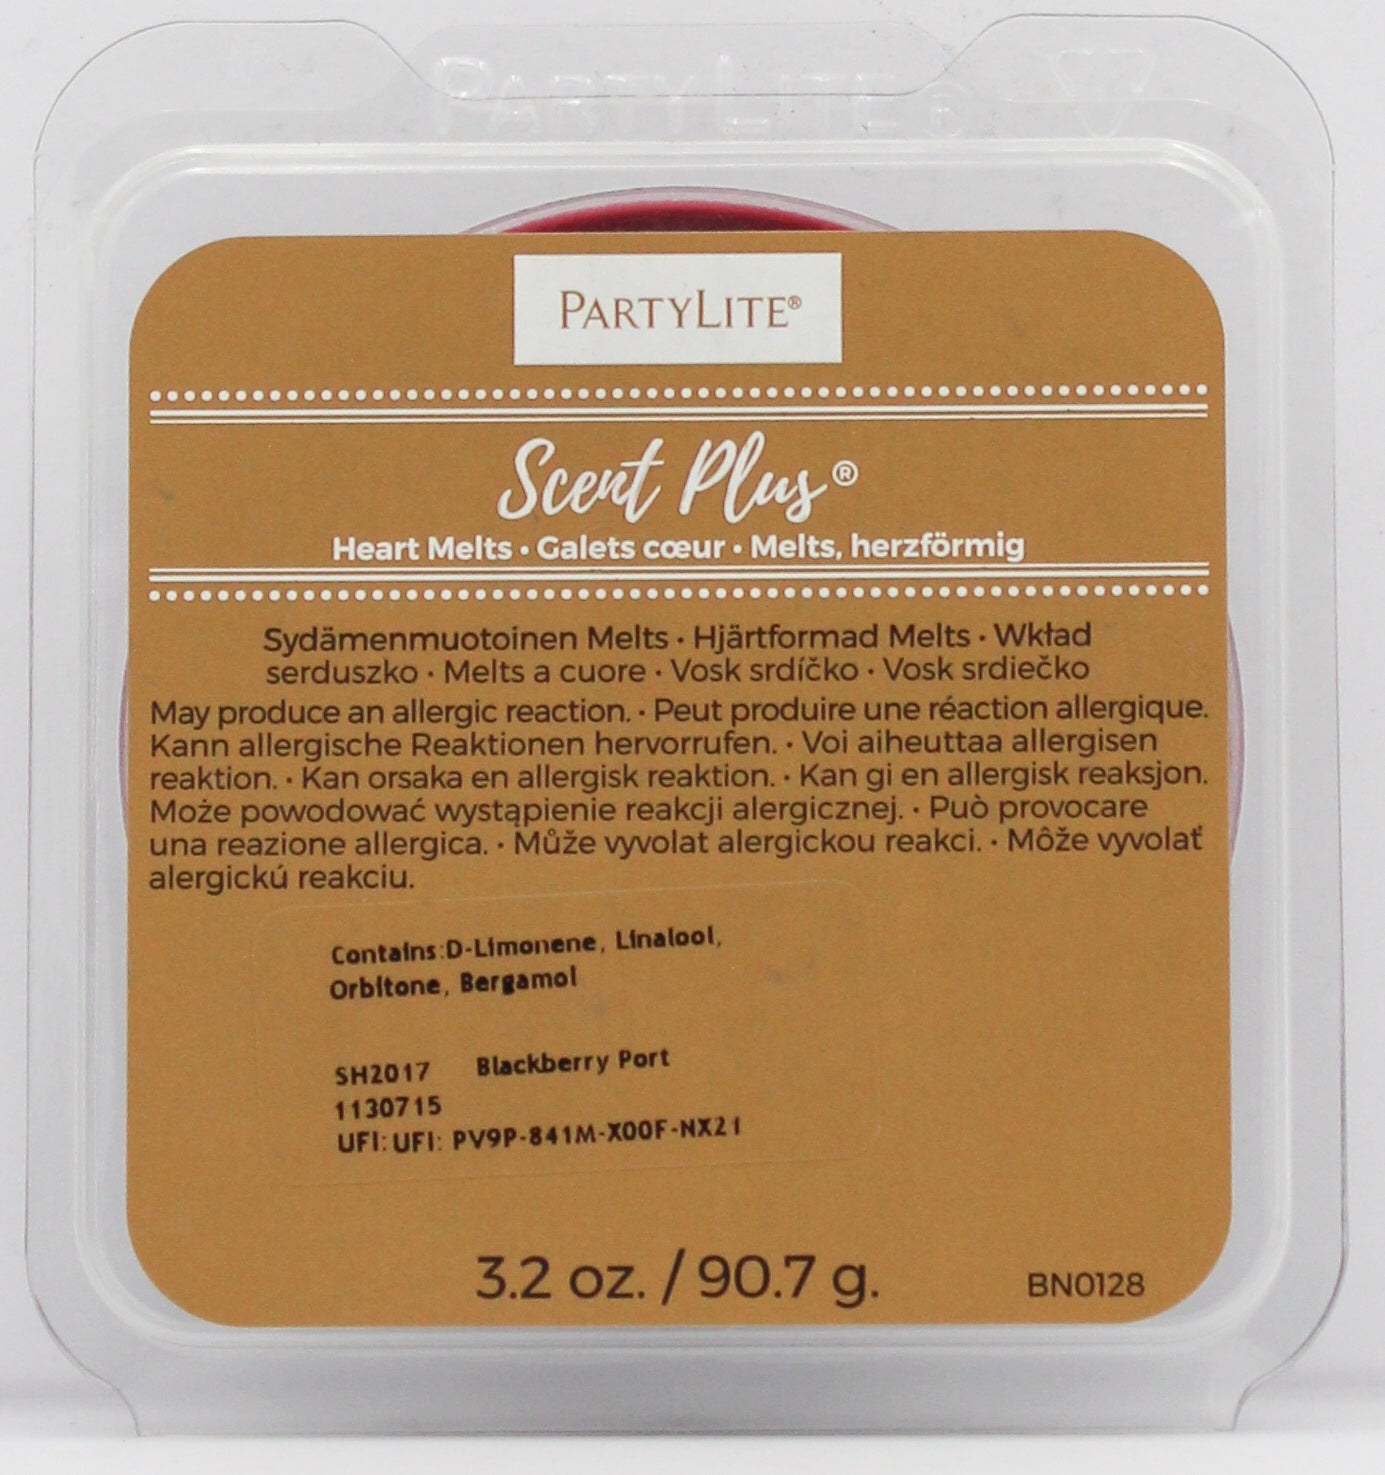 PARTYLITE®
PARTYLITE®
Scent Plus®
Heart Melts • Galets cœur • Melts, herzförmig
Sydämenmuotoinen Melts • Hjärtformad Melts • Wkład
serduszko • Melts a cuore • Vosk srdíčko • Vosk srdiečko
May produce an allergic reaction. • Peut produire une réaction allergique.
Kann allergische Reaktionen hervorrufen. • Voi aiheuttaa allergisen
reaktion. • Kan orsaka en allergisk reaktion. • Kan gi en allergisk reaksjon.
Może powodować wystąpienie reakcji alergicznej. • Può provocare
una reazione allergica. • Může vyvolat alergickou reakci. • Môže vyvolať
alergickú reakciu.
Contains:D-Limonene, Linalool,
Orbitone, Bergamol
SH2017 Blackberry Port
1130715
UFI:UFI: PV9P-841M-X00F-NX21
3.2 oz. / 90.7 g.
BN0128